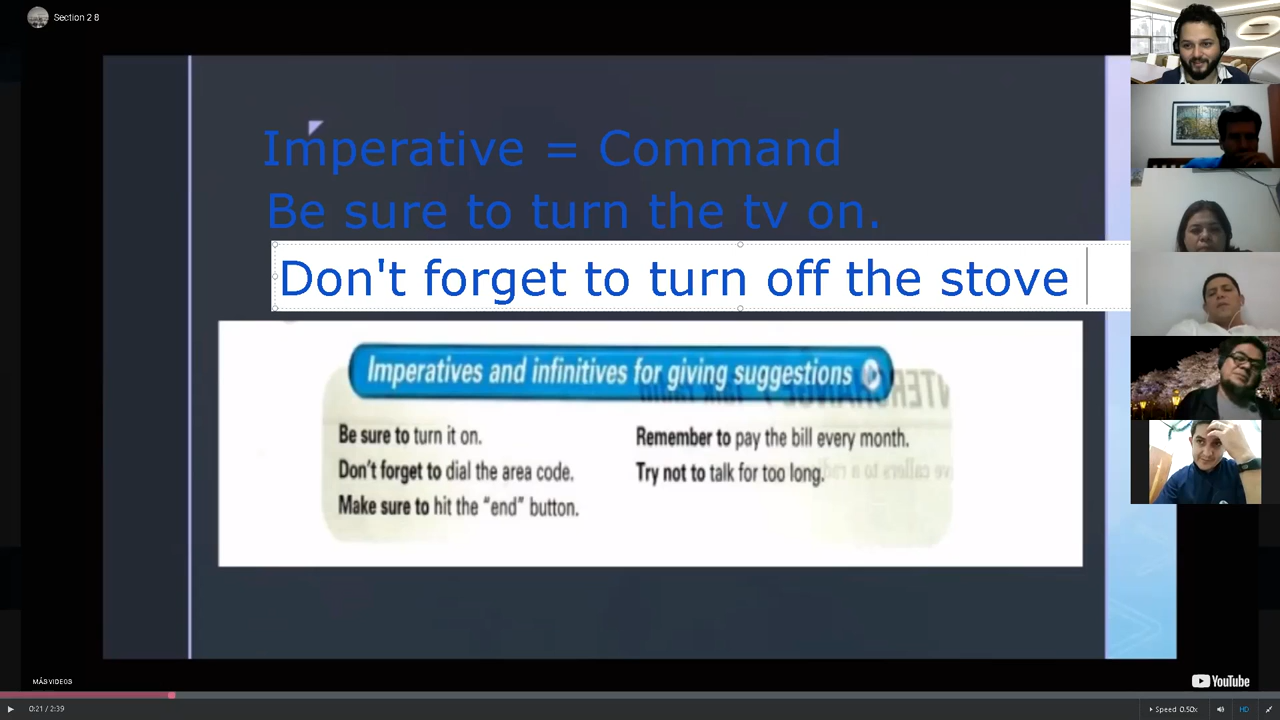 Section 2 8
Imperative = Command
Be sure to turn the tv on.
Don't forget to turn off the stove
Imperatives and infinitives for giving suggestions
Be sure to turn it on.
Don't forget to dial the area code.
Make sure to hit the "end" button.
Remember to pay the bill every month.
Try not to talk for too long.
MÁS VIDEOS
YouTube
0:21 / 2:39
Speed 0.50x
HD